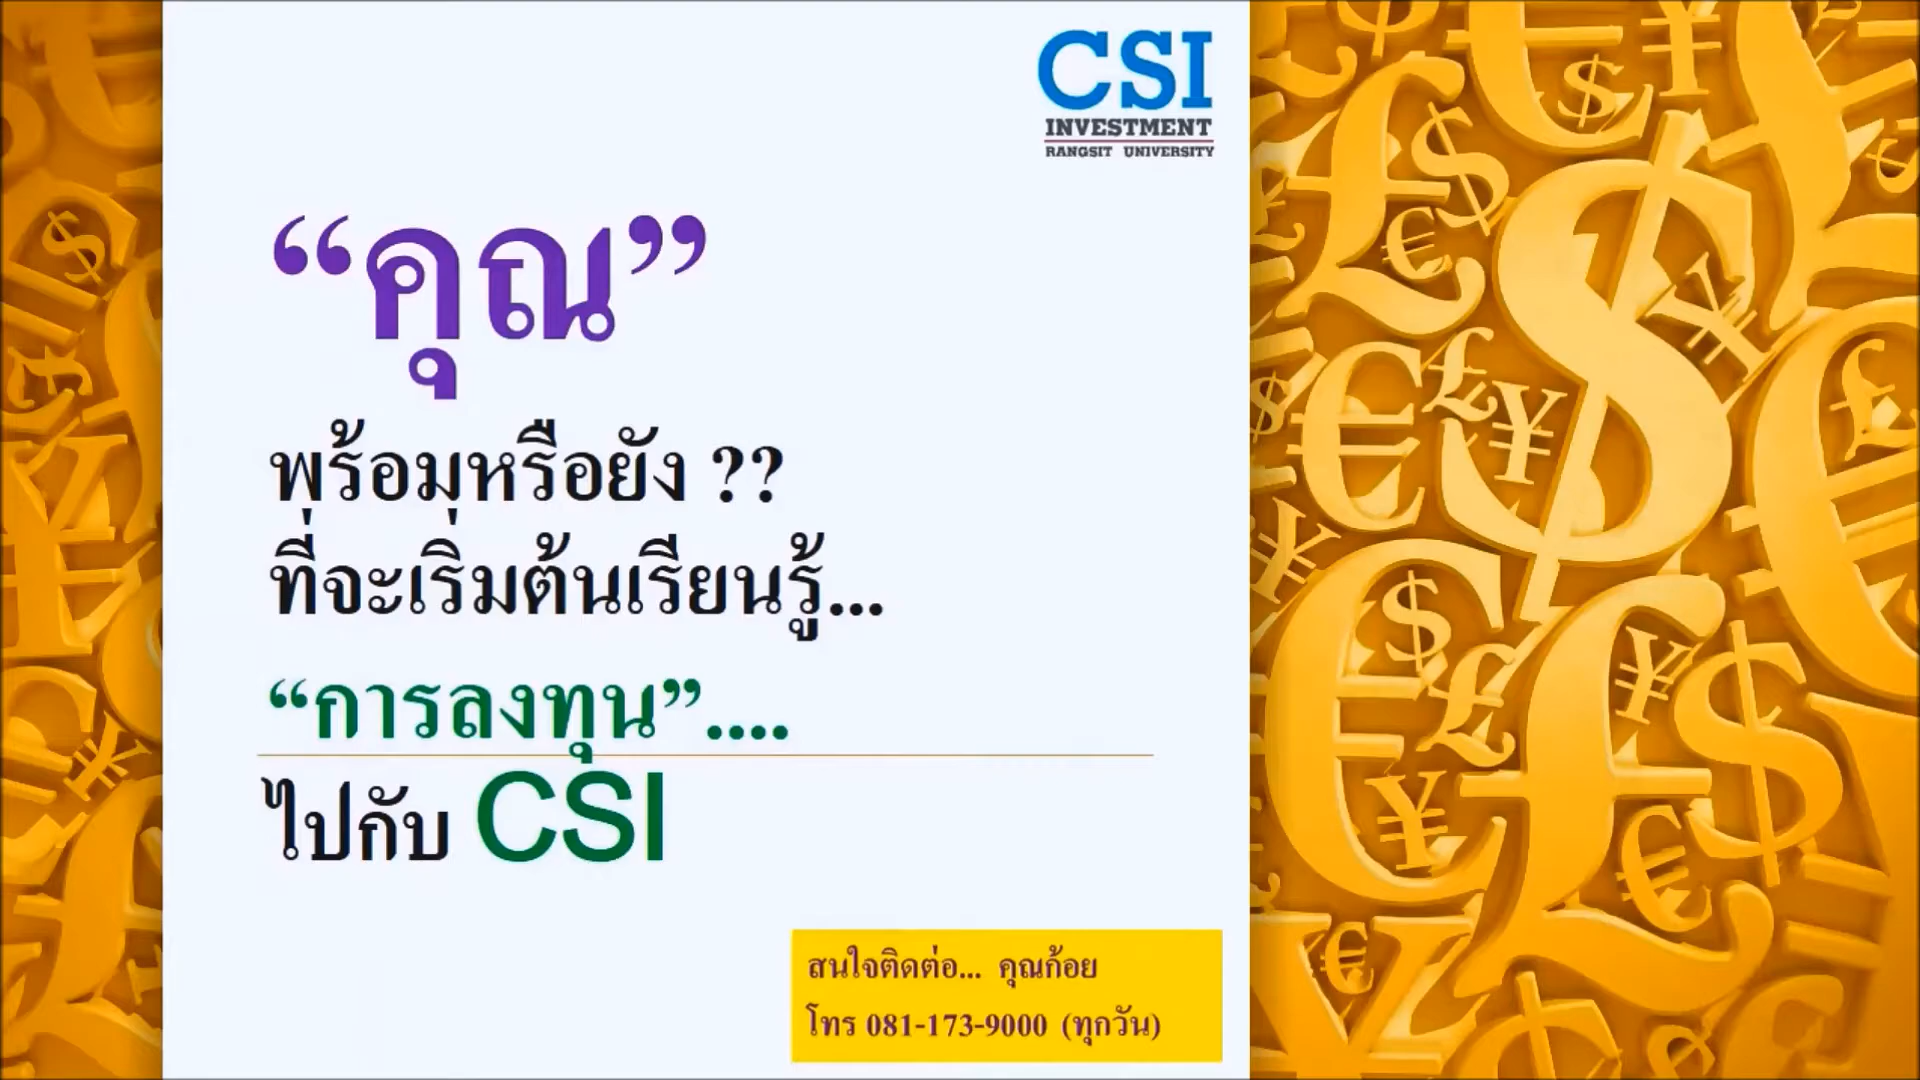 CSI
INVESTMENT
RANGSIT UNIVERSITY
“คุณ”
พร้อมหรือยัง ??
ที่จะเริ่มต้นเรียนรู้...
“การลงทุน”....
ไปกับ CSI
สนใจติดต่อ... คุณก้อย
โทร 081-173-9000 (ทุกวัน)